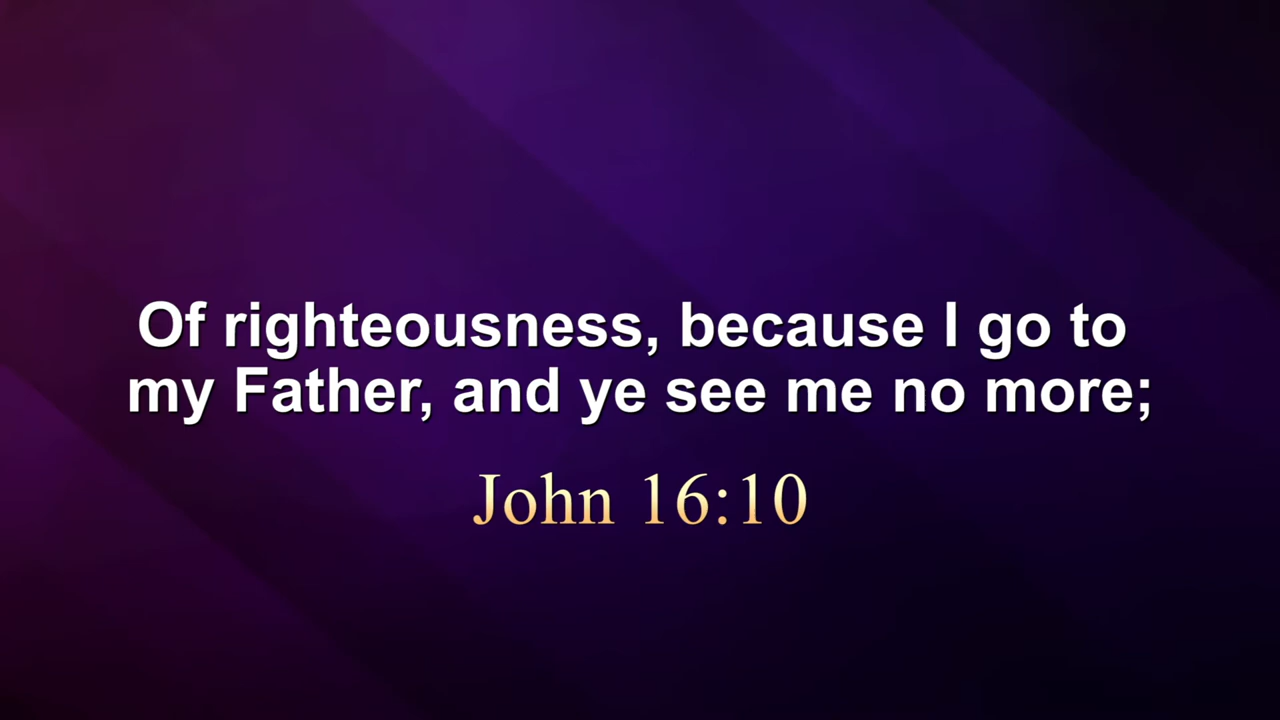 Of righteousness, because I go to
my Father, and ye see me no more;
John 16:10